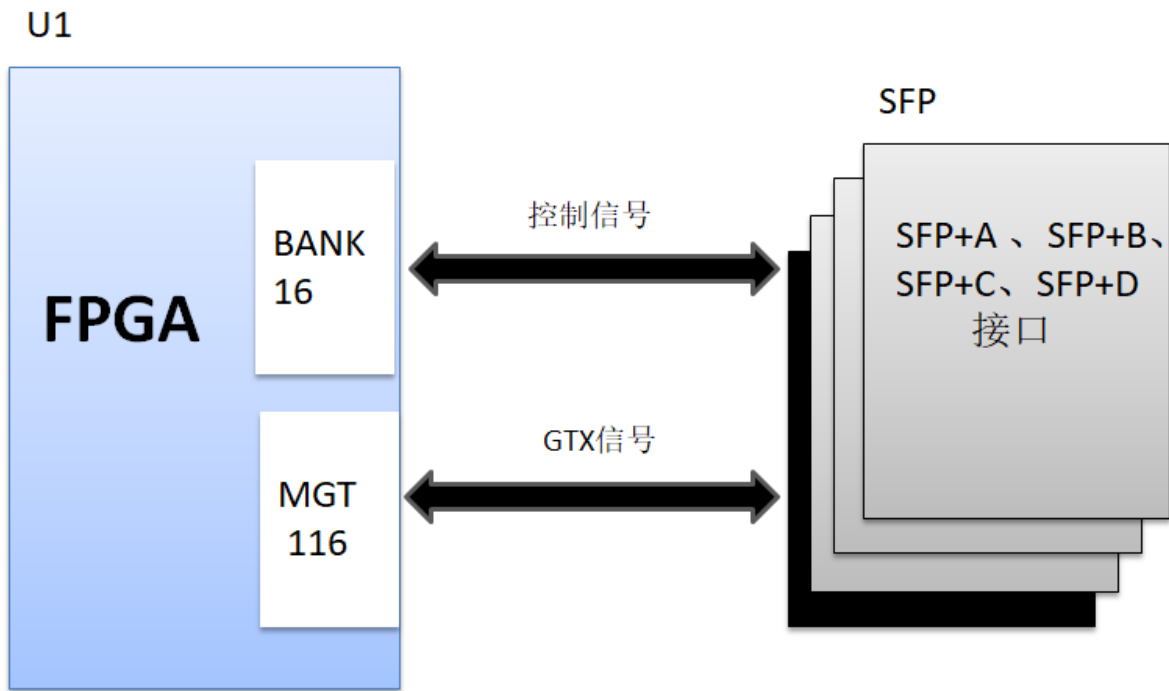 U1
SFP
FPGA
BANK
16
控制信号
SFP+A 、SFP+B、
SFP+C、SFP+D
接口
MGT
116
GTX信号